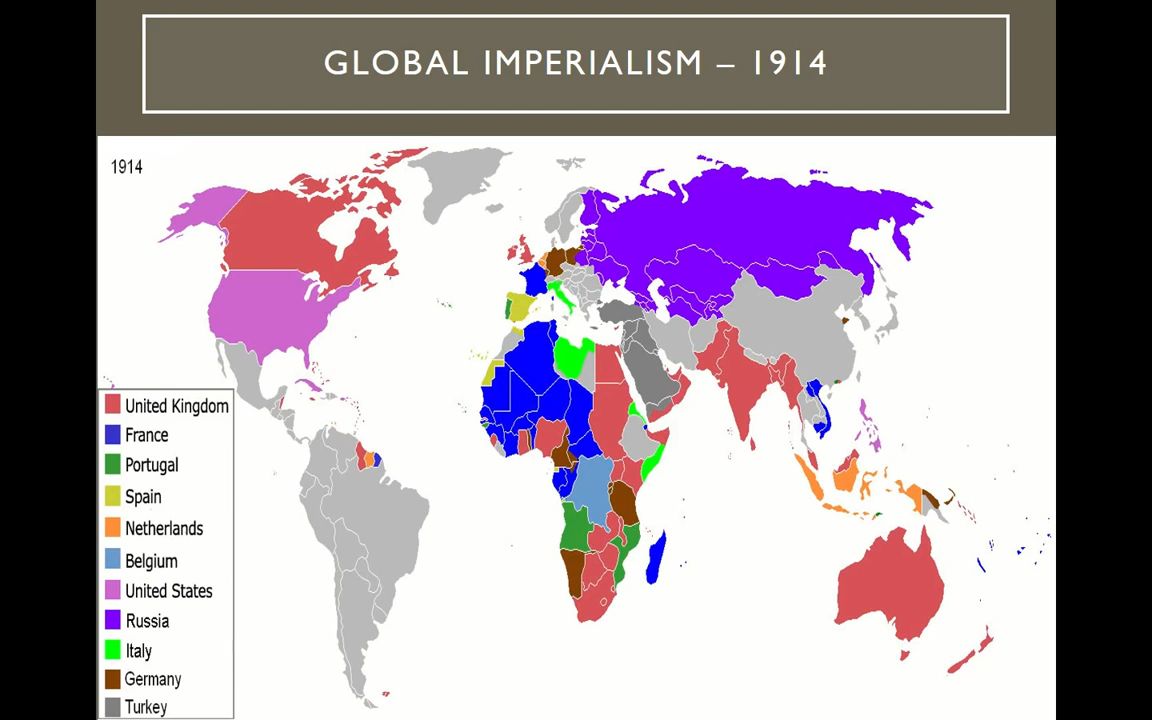 GLOBAL IMPERIALISM – 1914
1914
United Kingdom
France
Portugal
Spain
Netherlands
Belgium
United States
Russia
Italy
Germany
Turkey